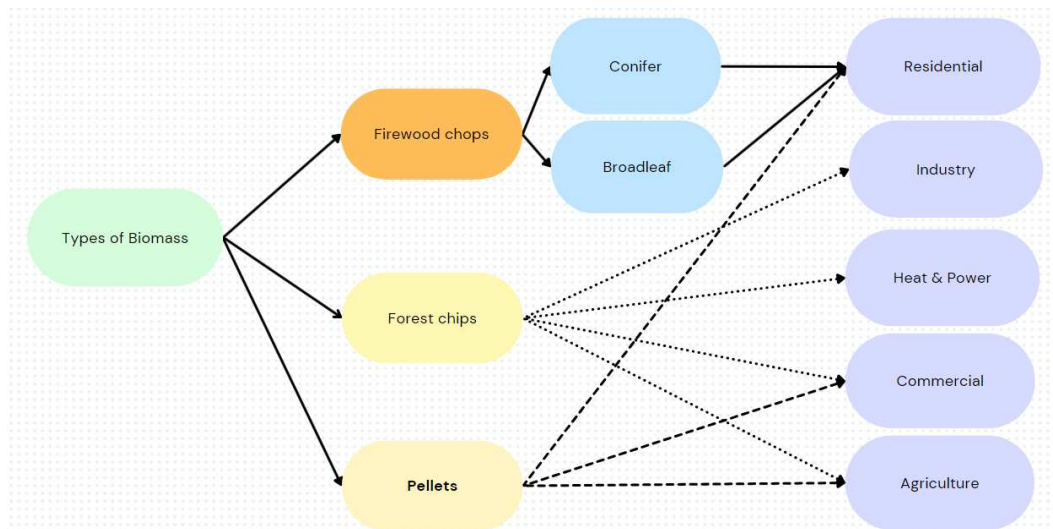 Types of Biomass
Firewood chops
Forest chips
Pellets
Conifer
Broadleaf
Residential
Industry
Heat & Power
Commercial
Agriculture